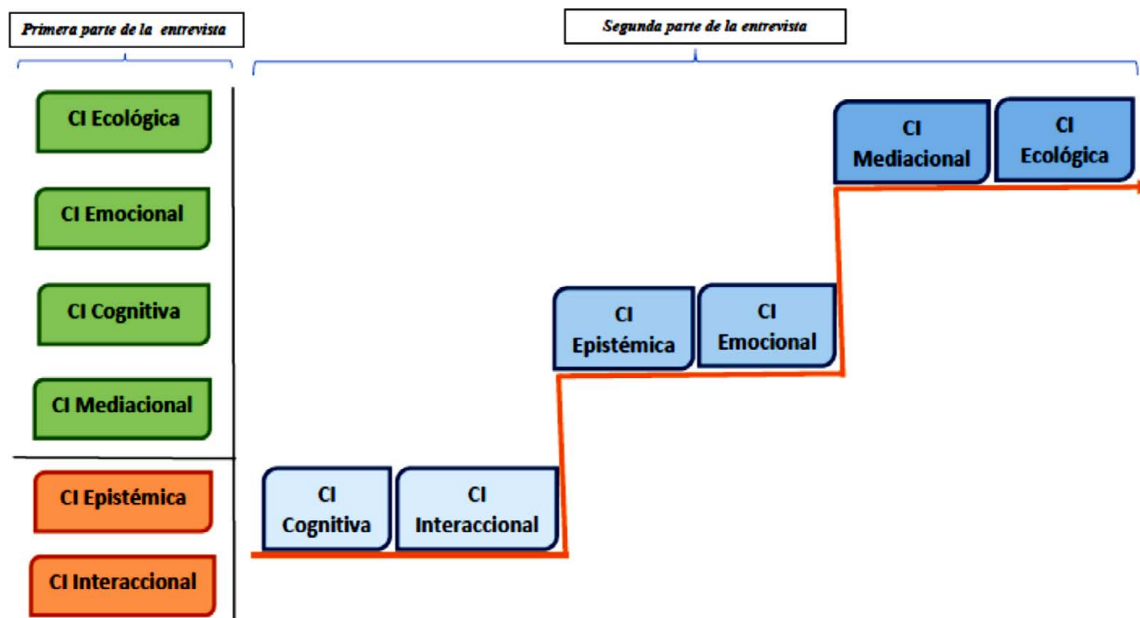 Primera parte de la entrevista
Segunda parte de la entrevista
CI Ecológica
CI Emocional
CI Cognitiva
CI Mediacional
CI Epistémica
CI Interaccional
CI
Cognitiva
CI
Interaccional
CI
Epistémica
CI
Emocional
CI
Mediacional
CI
Ecológica